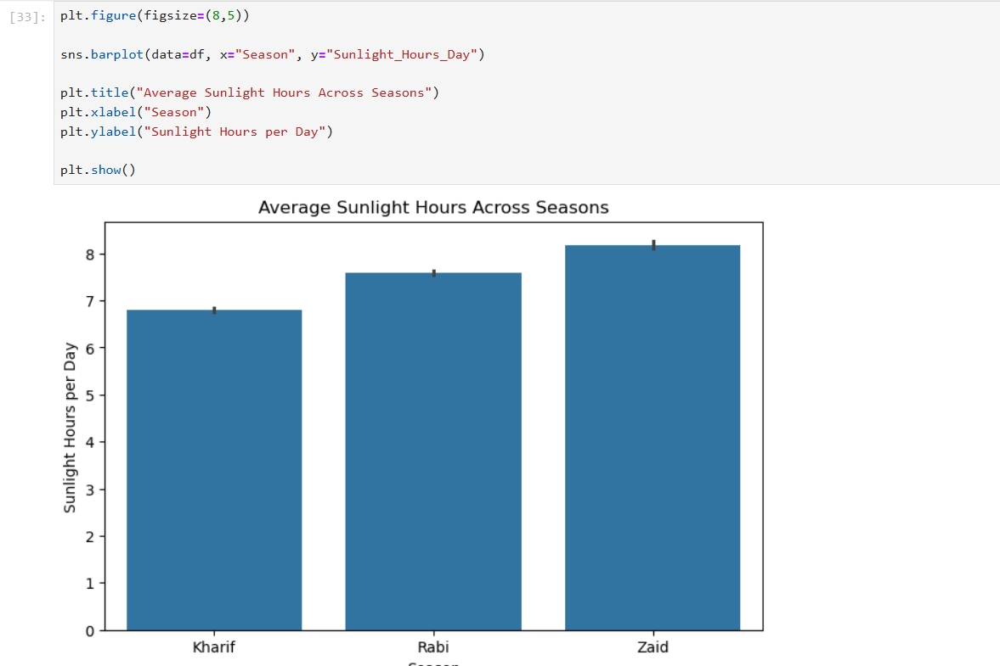 [33]:
plt.figure(figsize=(8,5))
sns.barplot(data=df, x="Season", y="Sunlight_Hours_Day")
plt.title("Average Sunlight Hours Across Seasons")
plt.xlabel("Season")
plt.ylabel("Sunlight Hours per Day")
plt.show()
Average Sunlight Hours Across Seasons
Sunlight Hours per Day
8
7
6
5
4
3
2
1
0
Kharif Rabi Zaid
Season